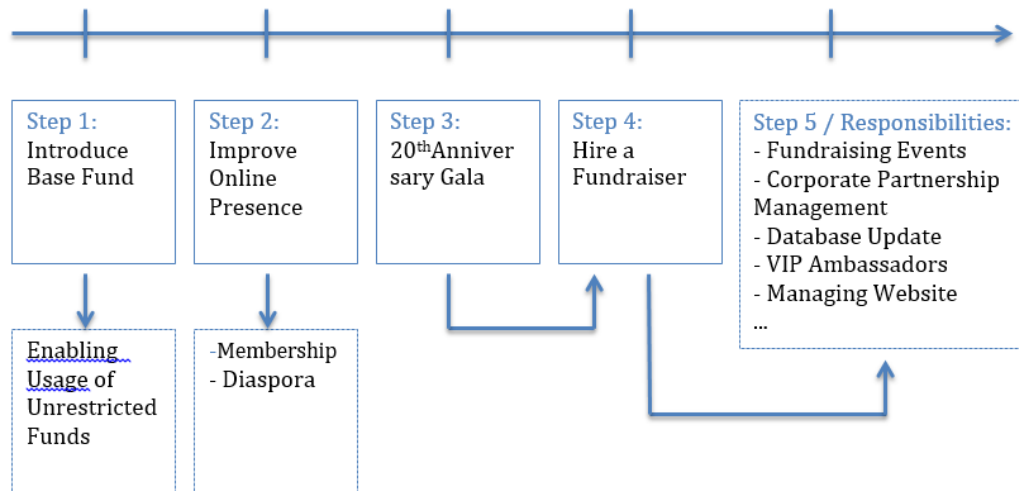 Step 1:
Introduce
Base Fund
Step 2:
Improve
Online
Presence
Step 3:
20thAnniver
sary Gala
Step 4:
Hire a
Fundraiser
Step 5 / Responsibilities:
- Fundraising Events
- Corporate Partnership
Management
- Database Update
- VIP Ambassadors
- Managing Website
...
Enabling
Usage of
Unrestricted
Funds
-Membership
- Diaspora